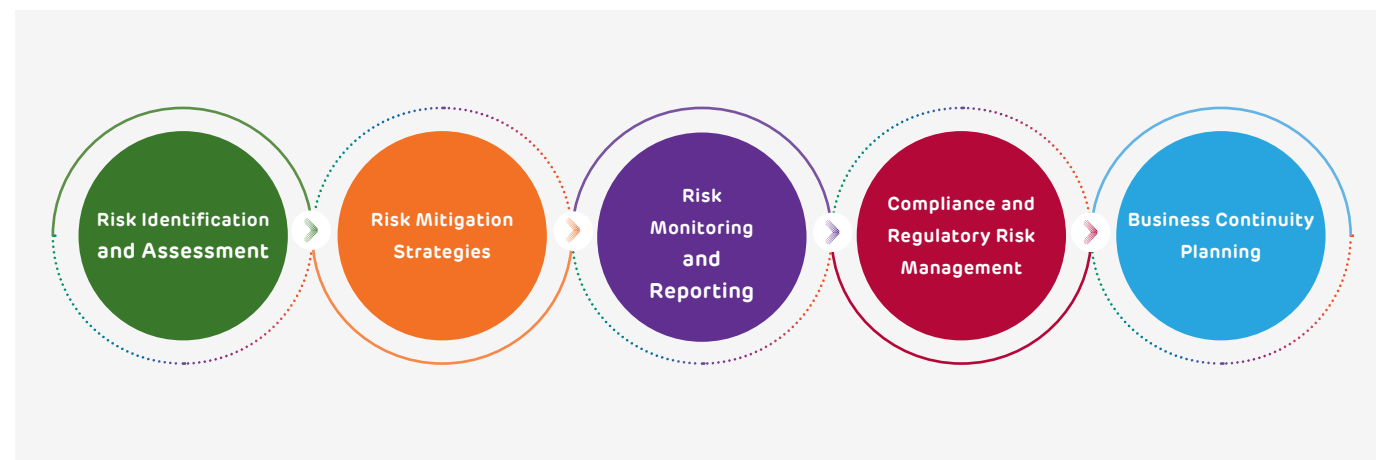 Risk Identification
and Assessment
Risk Mitigation
Strategies
Risk
Monitoring
and
Reporting
Compliance and
Regulatory Risk
Management
Business Continuity
Planning